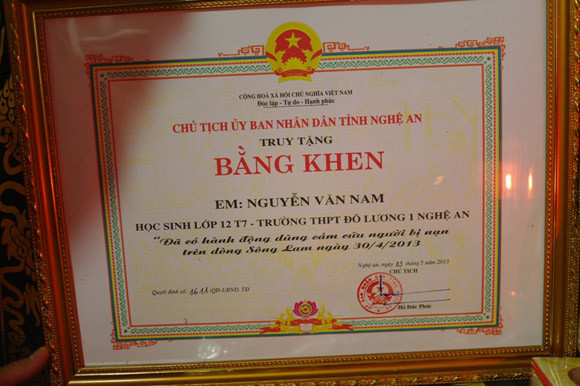 CỘNG HOÀ XÃ HỘI CHỦ NGHĨA VIỆT NAM
Độc lập - Tự do - Hạnh phúc
CHỦ TỊCH ỦY BAN NHÂN DÂN TỈNH NGHỆ AN
TRUY TẶNG
BẰNG KHEN
EM: NGUYỄN VĂN NAM
HỌC SINH LỚP 12 T7 - TRƯỜNG THPT ĐÔ LƯƠNG 1 NGHỆ AN
"Đã có hành động dũng cảm cứu người bị nạn
trên dòng Sông Lam ngày 30/4/2013
Nghệ an, ngày 03 tháng 5 năm 2013
CHỦ TỊCH
Quyết định số: /QĐ-UBND. TĐ
Hồ Đức Phớc